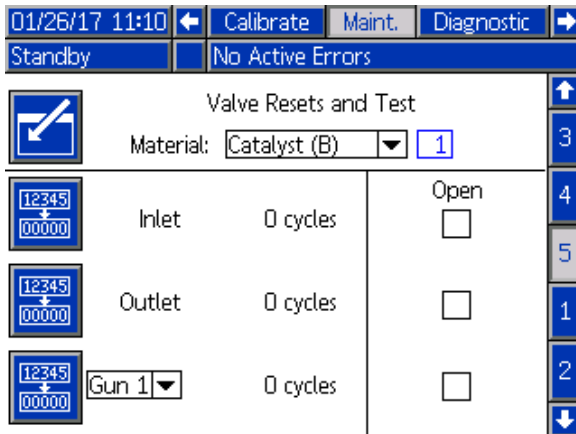 01/26/17 11:10 Calibrate Maint. Diagnostic
Standby No Active Errors
Valve Resets and Test
Material: Catalyst (B) 1
3
Open
4
12345
00000
Inlet 0 cycles
5
12345
00000
Outlet 0 cycles
1
12345
00000
Gun 1 0 cycles
2